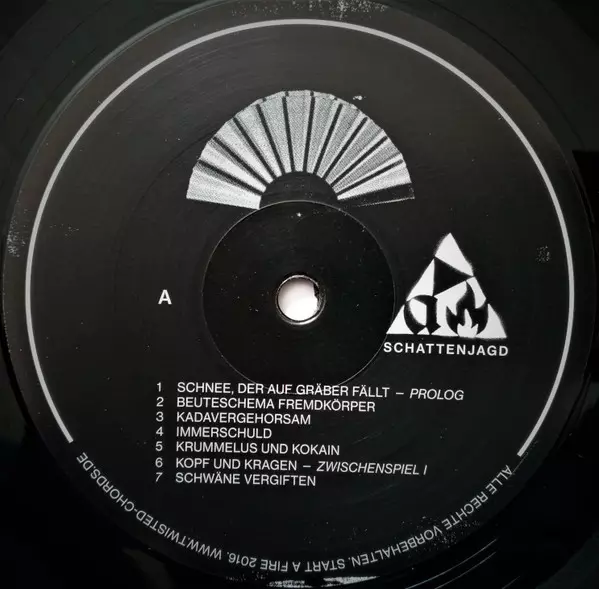 A
SCHATTENJAGD
1 SCHNEE, DER AUF GRÄBER FÄLLT – PROLOG
2 BEUTESCHEMA FREMDKÖRPER
3 KADAVERGEHORSAM
4 IMMERSCHULD
5 KRUMMELUS UND KOKAIN
6 KOPF UND KRAGEN – ZWISCHENSPIEL I
7 SCHWÄNE VERGIFTEN
ALLE RECHTE VORBEHALTEN. START A FIRE 2016. WWW.TWISTED-CHORDS.DE